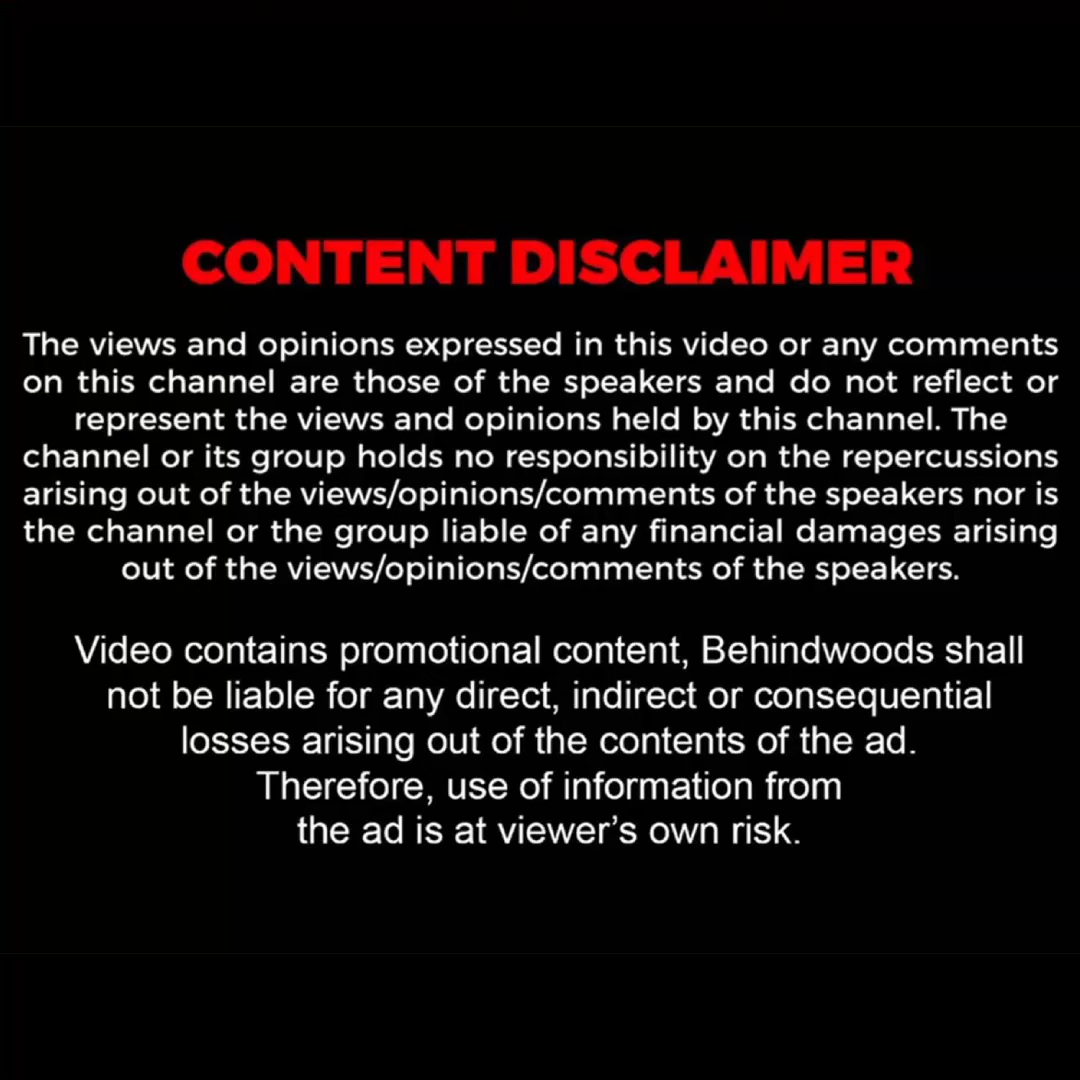 CONTENT DISCLAIMER
The views and opinions expressed in this video or any comments
on this channel are those of the speakers and do not reflect or
represent the views and opinions held by this channel. The
channel or its group holds no responsibility on the repercussions
arising out of the views/opinions/comments of the speakers nor is
the channel or the group liable of any financial damages arising
out of the views/opinions/comments of the speakers.
Video contains promotional content, Behindwoods shall
not be liable for any direct, indirect or consequential
losses arising out of the contents of the ad.
Therefore, use of information from
the ad is at viewer’s own risk.